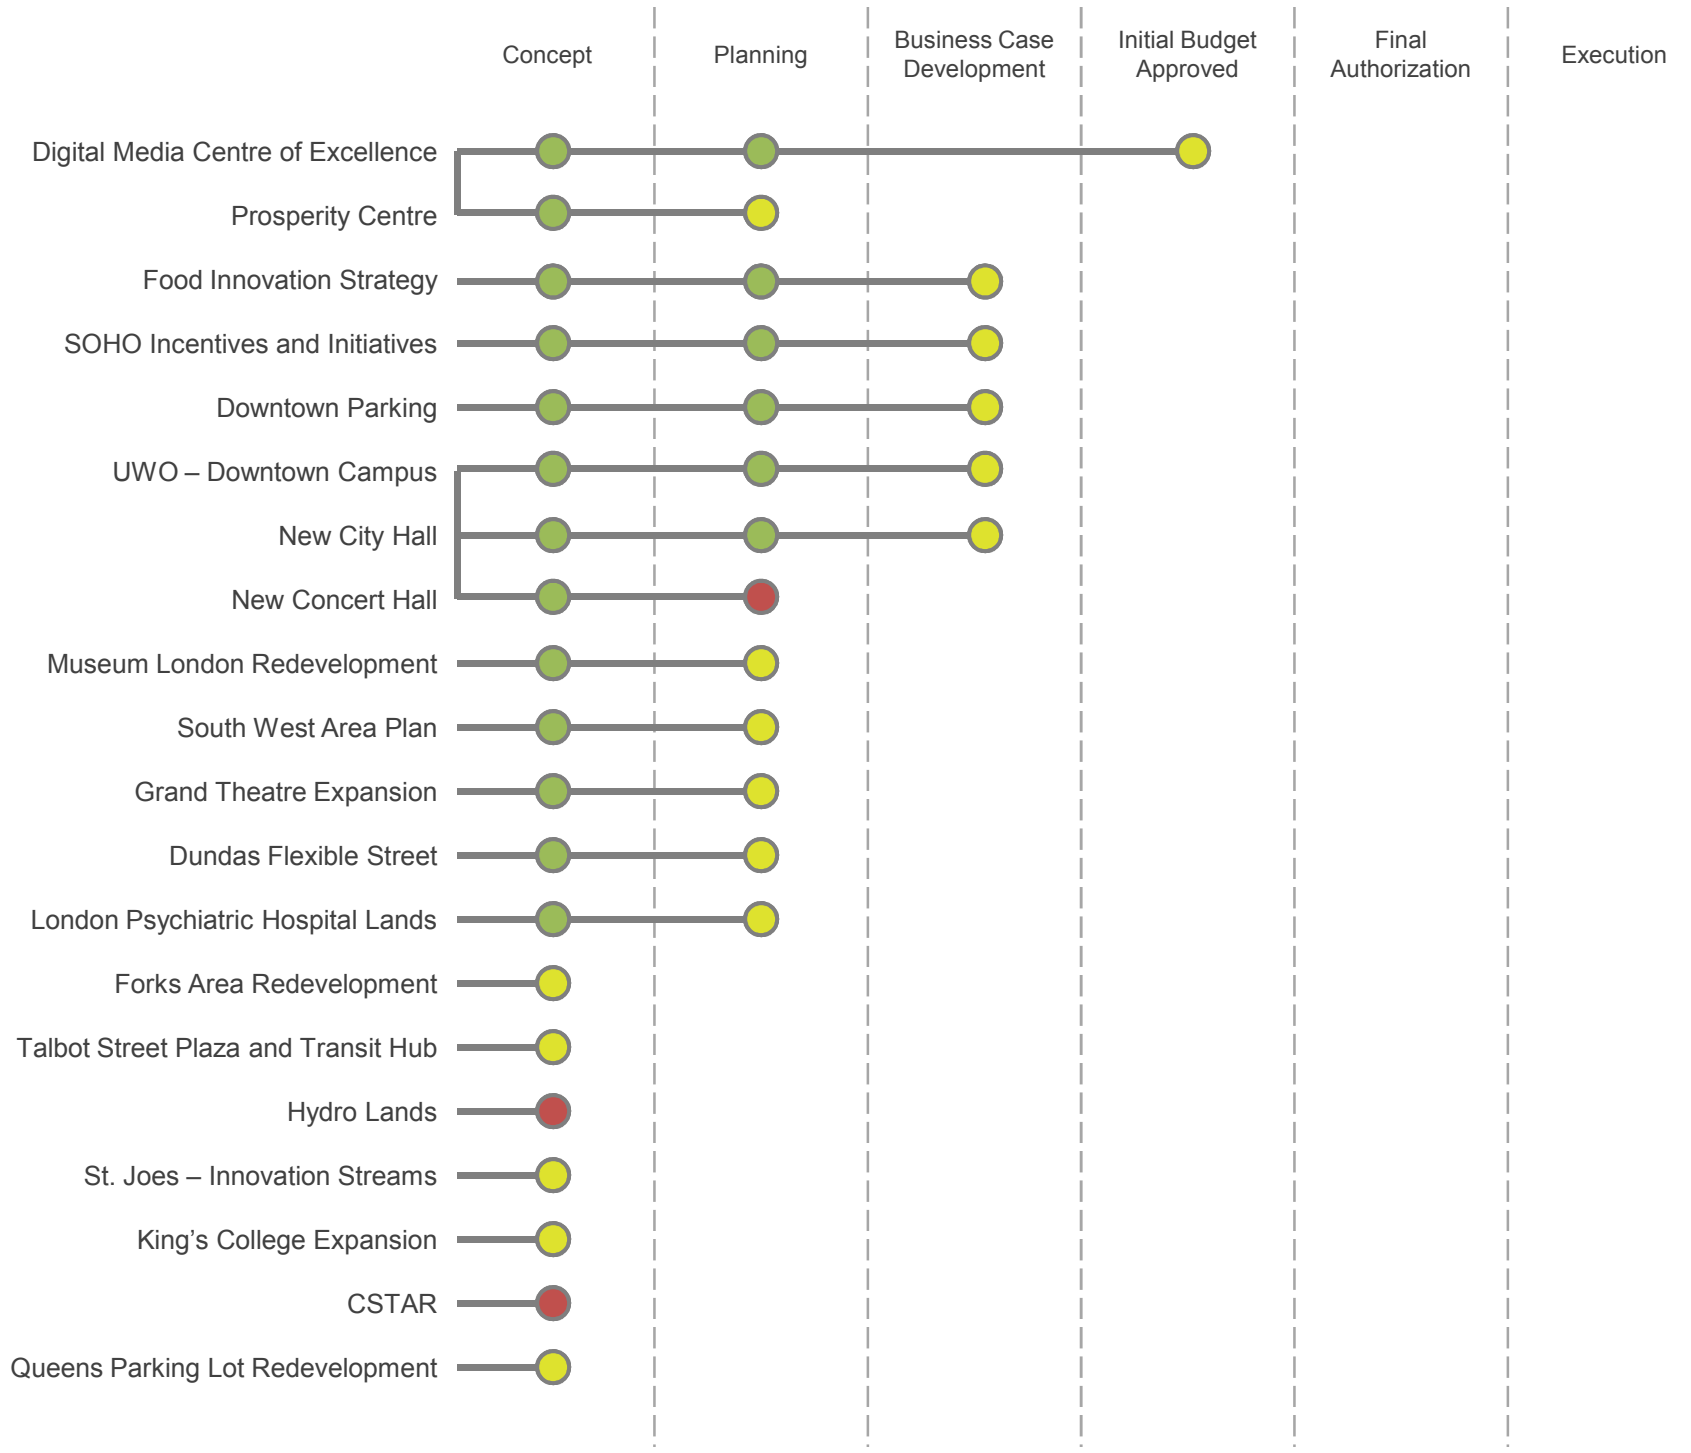 Concept
Planning
Business Case
Development
Initial Budget
Approved
Final
Authorization
Execution
Digital Media Centre of Excellence
Prosperity Centre
Food Innovation Strategy
SOHO Incentives and Initiatives
Downtown Parking
UWO – Downtown Campus
New City Hall
New Concert Hall
Museum London Redevelopment
South West Area Plan
Grand Theatre Expansion
Dundas Flexible Street
London Psychiatric Hospital Lands
Forks Area Redevelopment
Talbot Street Plaza and Transit Hub
Hydro Lands
St. Joes – Innovation Streams
King’s College Expansion
CSTAR
Queens Parking Lot Redevelopment